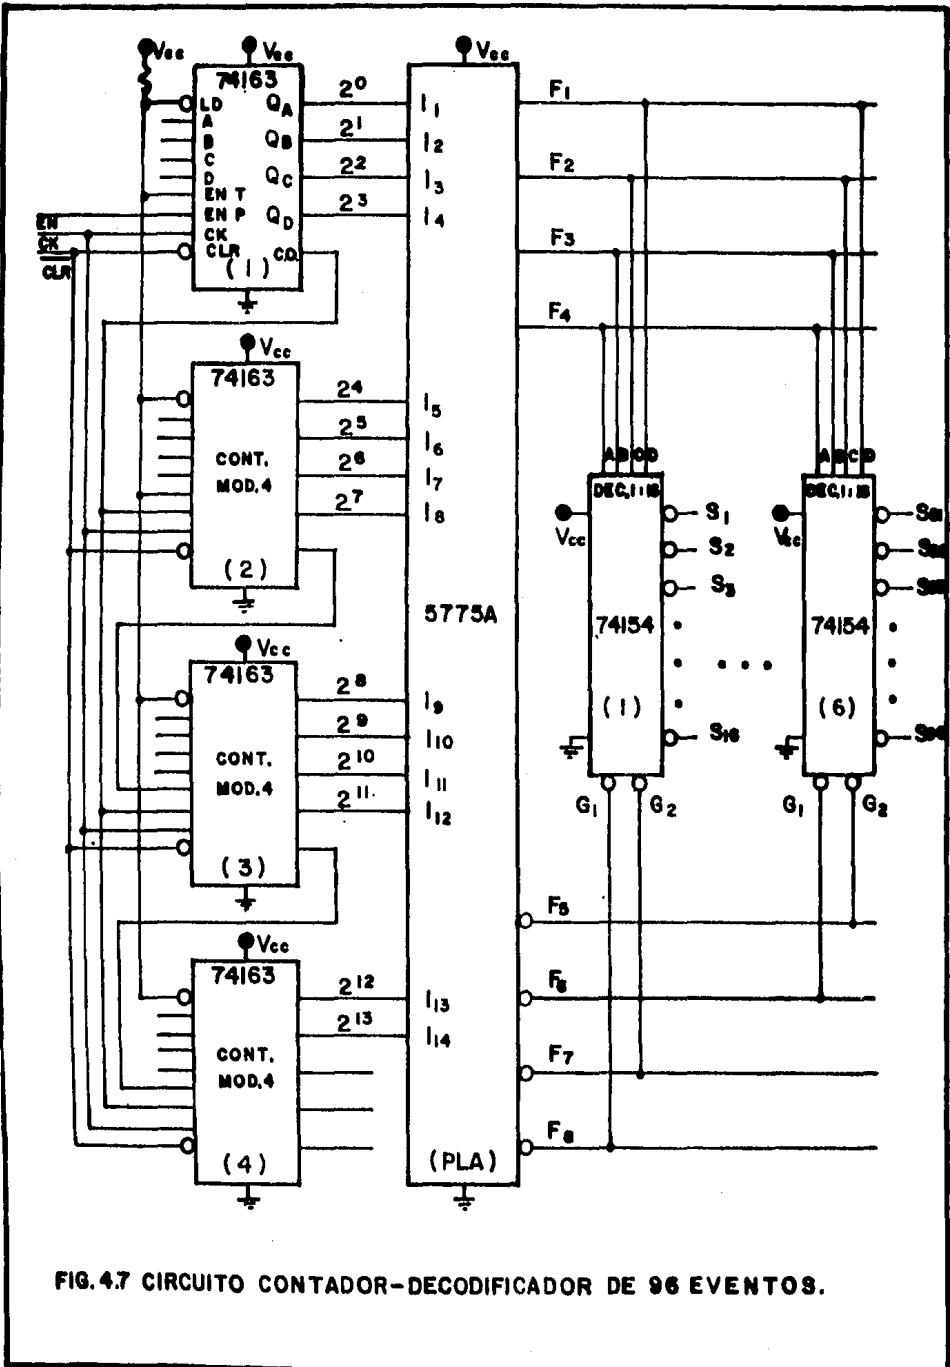 Vcc
Vcc
Vcc
74163
LD
QA
2⁰
I1
F1
A
B
QB
2¹
I2
C
D
QC
2²
I3
F2
EN T
EN
EN P
QD
2³
I4
CK
CK
CLR
CLR
C.O.
(1)
F3
F4
Vcc
74163
2⁴
I5
2⁵
I6
CONT.
MOD.4
2⁶
I7
2⁷
I8
(2)
A B C D
A B C D
DEC,1:16
DEC,1:16
Vcc
Vcc
S1
S2
S3
5775A
74154
74154
(1)
(6)
S16
G1
G2
G1
G2
Vcc
74163
2⁸
I9
2⁹
I10
CONT.
MOD.4
2¹⁰
I11
2¹¹
I12
(3)
F5
Vcc
74163
2¹²
I13
F6
2¹³
I14
CONT.
MOD.4
F7
F8
(4)
(PLA)
FIG.4.7 CIRCUITO CONTADOR-DECODIFICADOR DE 96 EVENTOS.